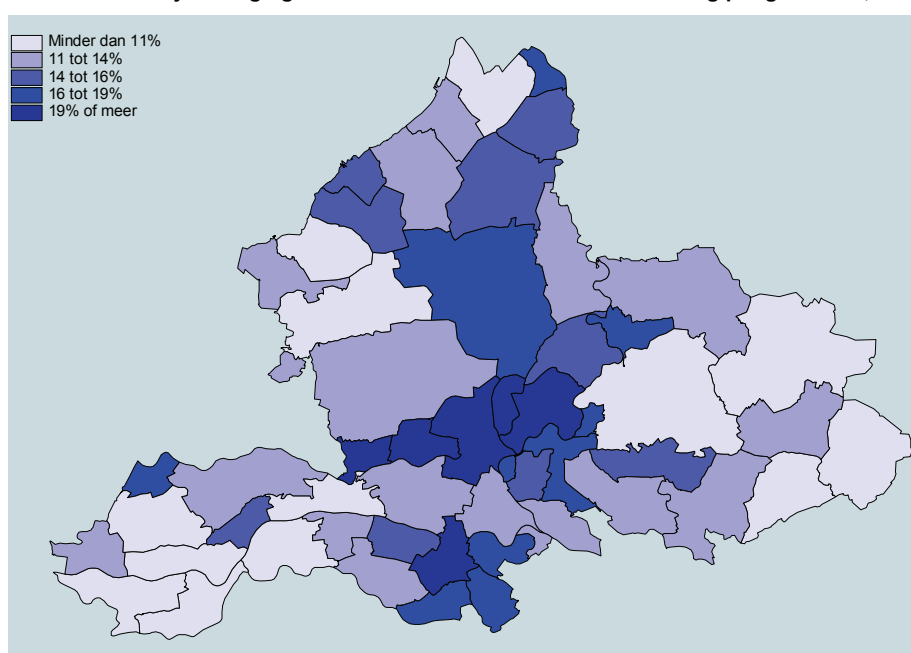 Minder dan 11%
11 tot 14%
14 tot 16%
16 tot 19%
19% of meer